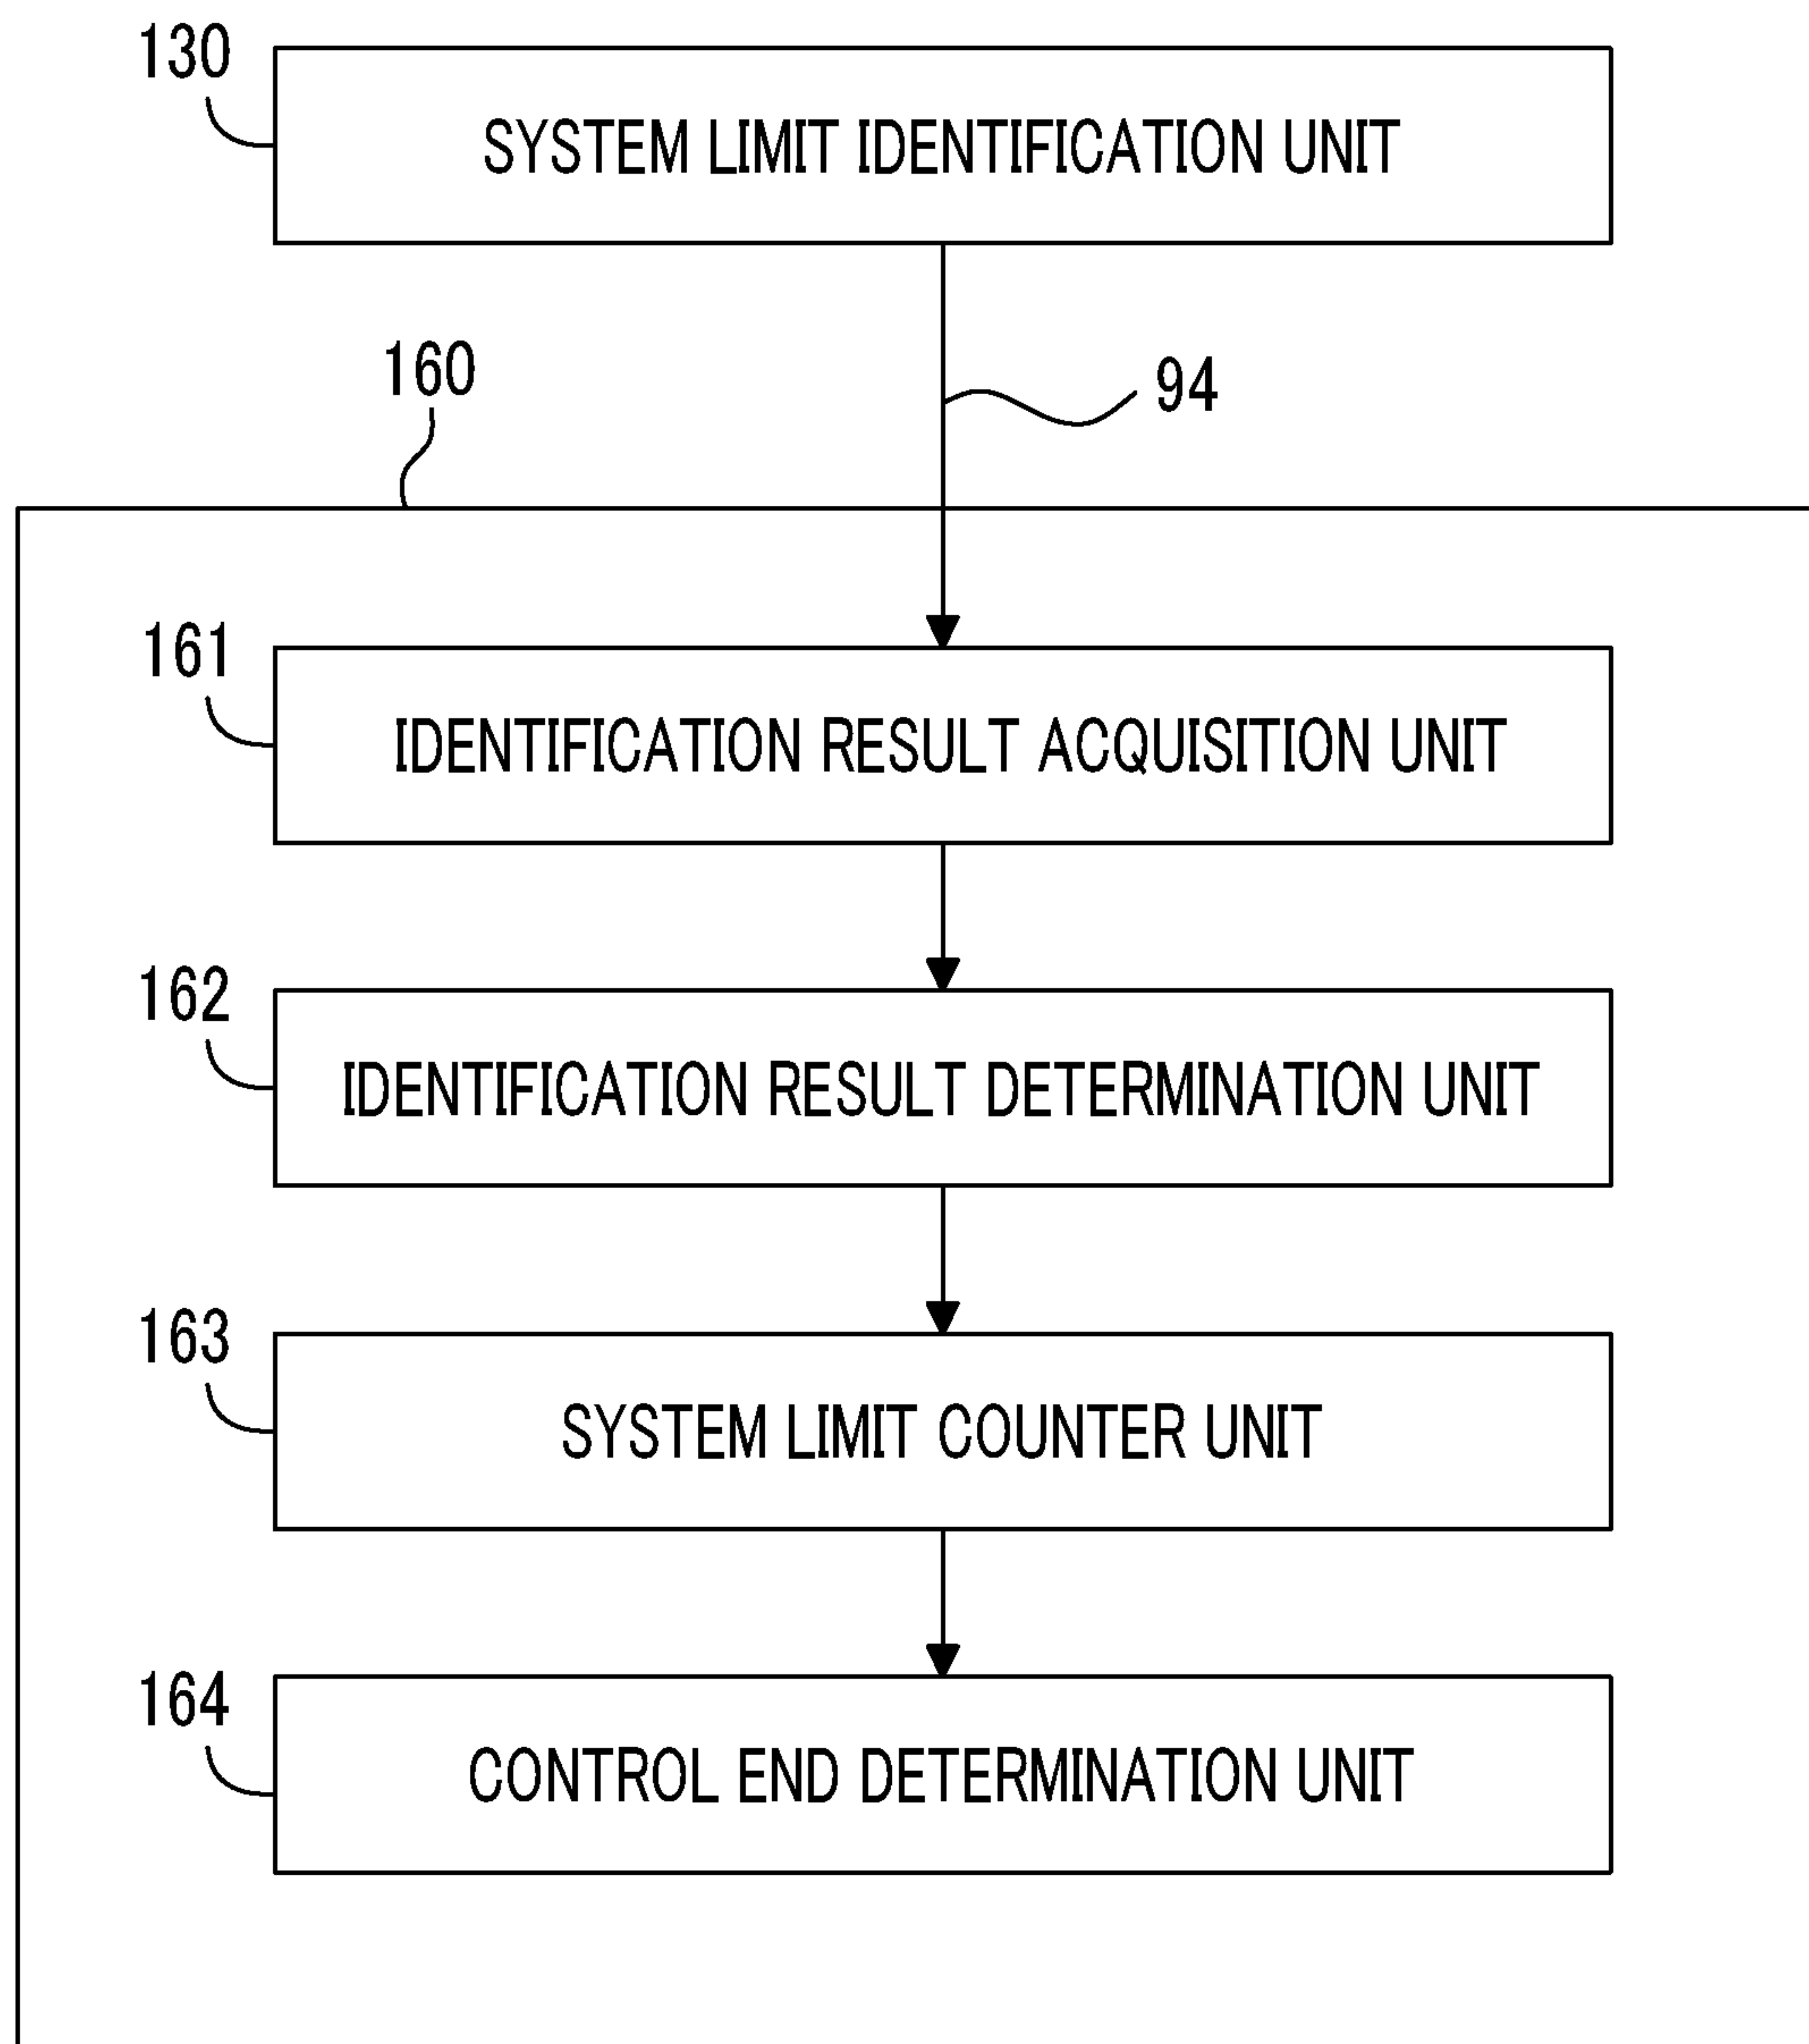 130
SYSTEM LIMIT IDENTIFICATION UNIT
160
94
161
IDENTIFICATION RESULT ACQUISITION UNIT
162
IDENTIFICATION RESULT DETERMINATION UNIT
163
SYSTEM LIMIT COUNTER UNIT
164
CONTROL END DETERMINATION UNIT